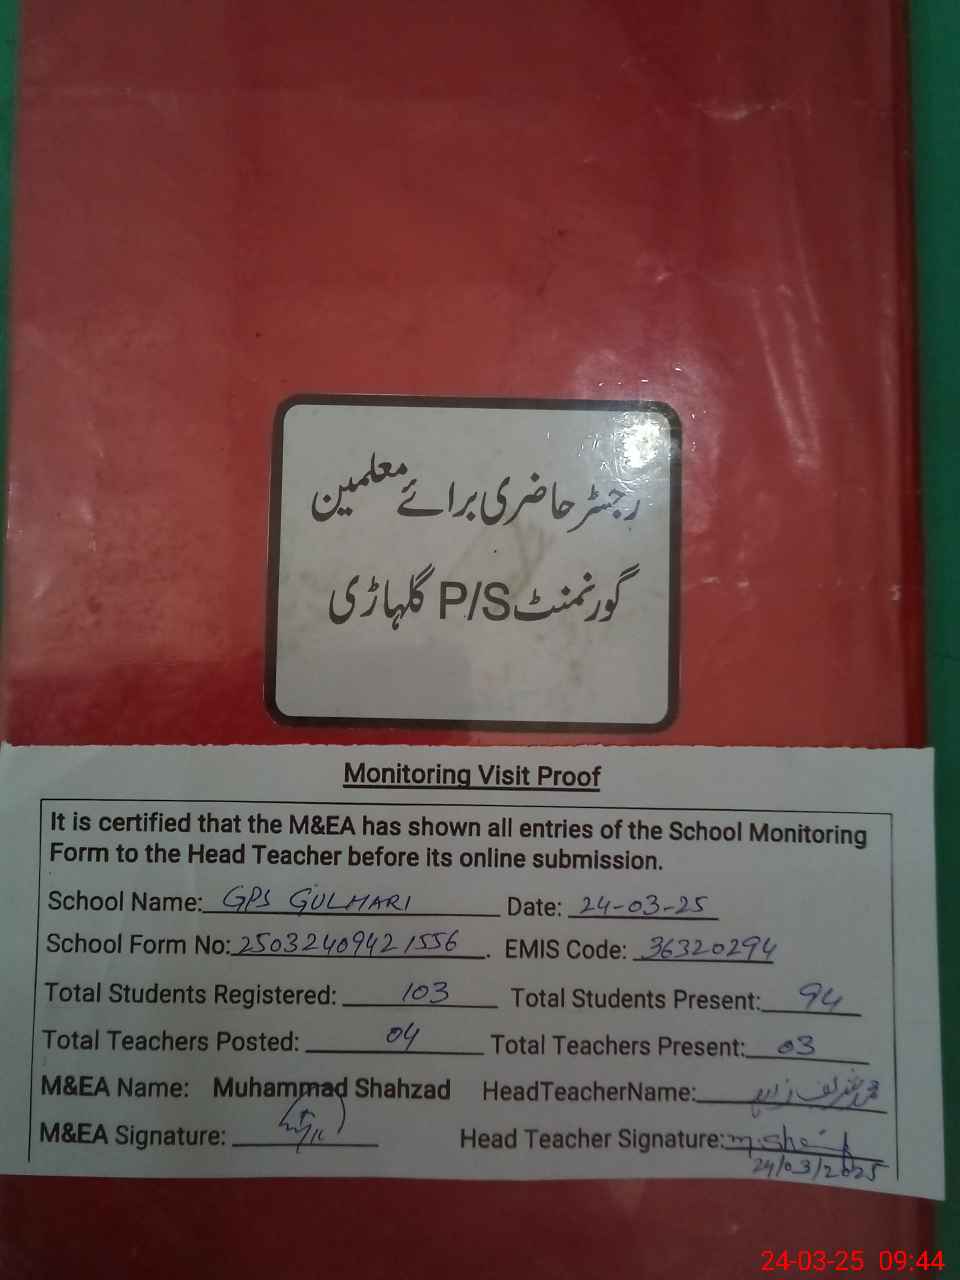 رجسٹر حاضری برائے معلمین
گورنمنٹ P/S گلہاڑی
Monitoring Visit Proof
It is certified that the M&EA has shown all entries of the School Monitoring
Form to the Head Teacher before its online submission.
School Name: GPS GULHARI Date: 24-03-25
School Form No: 25032409421556. EMIS Code: 36320294
Total Students Registered: 103 Total Students Present: 94
Total Teachers Posted: 04 Total Teachers Present: 03
M&EA Name: Muhammad Shahzad HeadTeacherName: محمد شریف
M&EA Signature: Head Teacher Signature: M. Sharif
24/03/2025
24-03-25 09:44